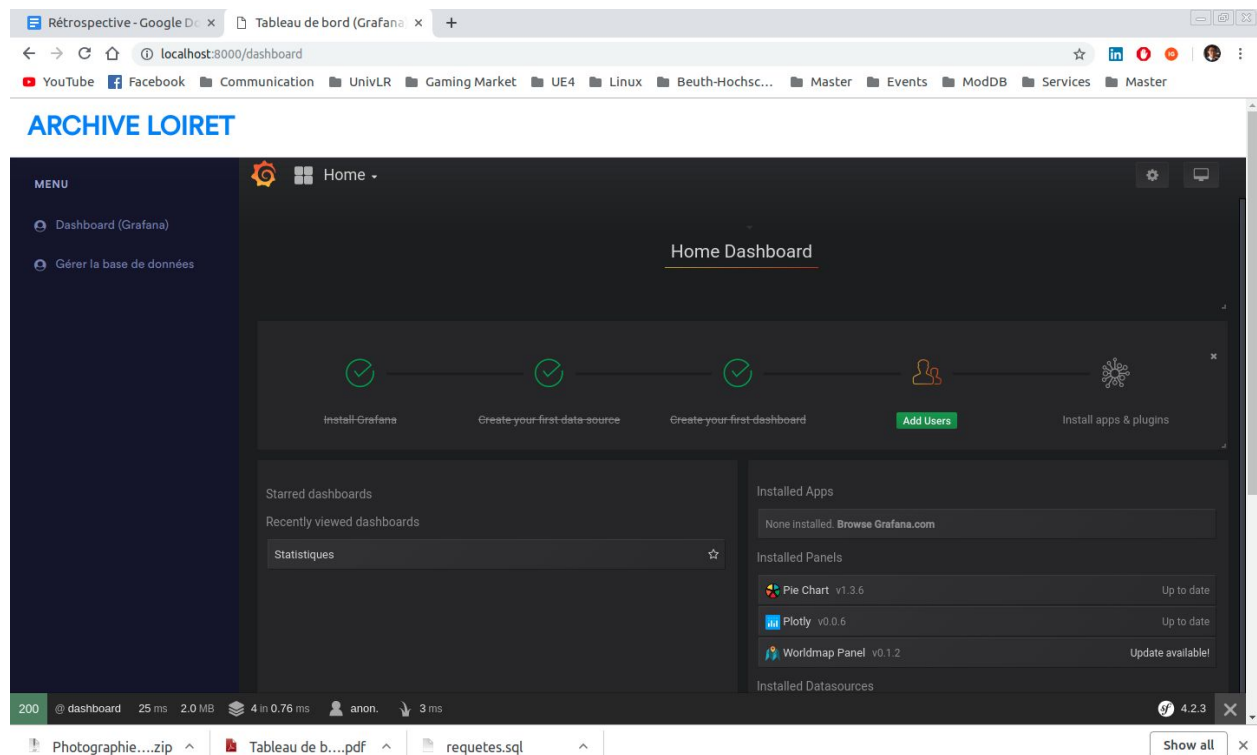 Rétrospective - Google Do
Tableau de bord (Grafana
localhost:8000/dashboard
YouTube Facebook Communication UnivLR Gaming Market UE4 Linux Beuth-Hochsc... Master Events ModDB Services Master
ARCHIVE LOIRET
MENU
Dashboard (Grafana)
Gérer la base de données
Home
Home Dashboard
Install Grafana
Create your first data source
Create your first dashboard
Add Users
Install apps & plugins
Starred dashboards
Recently viewed dashboards
Statistiques
Installed Apps
None installed. Browse Grafana.com
Installed Panels
Pie Chart v1.3.6 Up to date
Plotly v0.0.6 Up to date
Worldmap Panel v0.1.2 Update available!
Installed Datasources
200 @ dashboard 25 ms 2.0 MB 4 in 0.76 ms anon. 3 ms sf 4.2.3
Photographie....zip Tableau de b....pdf requetes.sql Show all